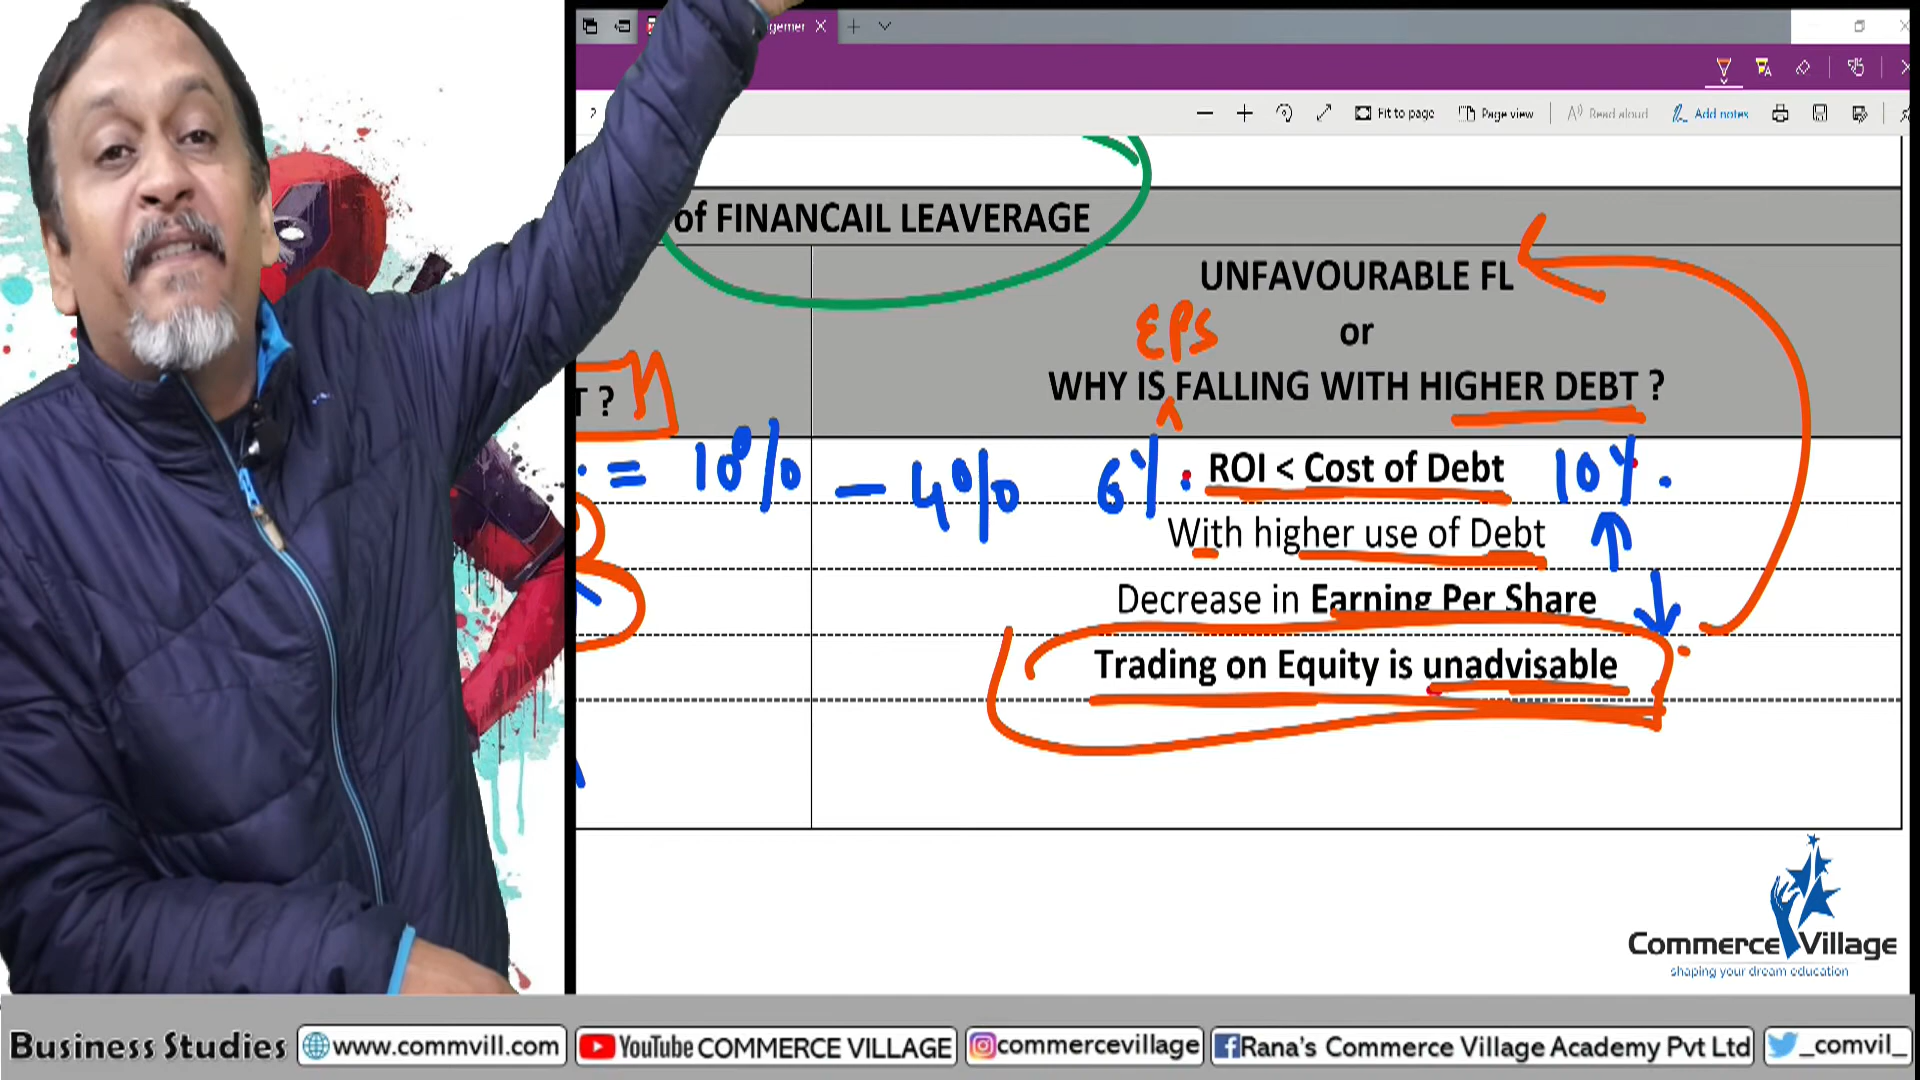 gemer
Fit to page
Page view
Read aloud
Add notes
?
of FINANCAIL LEAVERAGE
UNFAVOURABLE FL
EPS
or
T ?
WHY IS FALLING WITH HIGHER DEBT ?
= 10% - 4% 6% ROI < Cost of Debt 10%
With higher use of Debt
Decrease in Earning Per Share
Trading on Equity is unadvisable
Commerce Village
shaping your dream education
Business Studies
www.commvill.com
YouTube COMMERCE VILLAGE
commercevillage
Rana's Commerce Village Academy Pvt Ltd
_comvil_